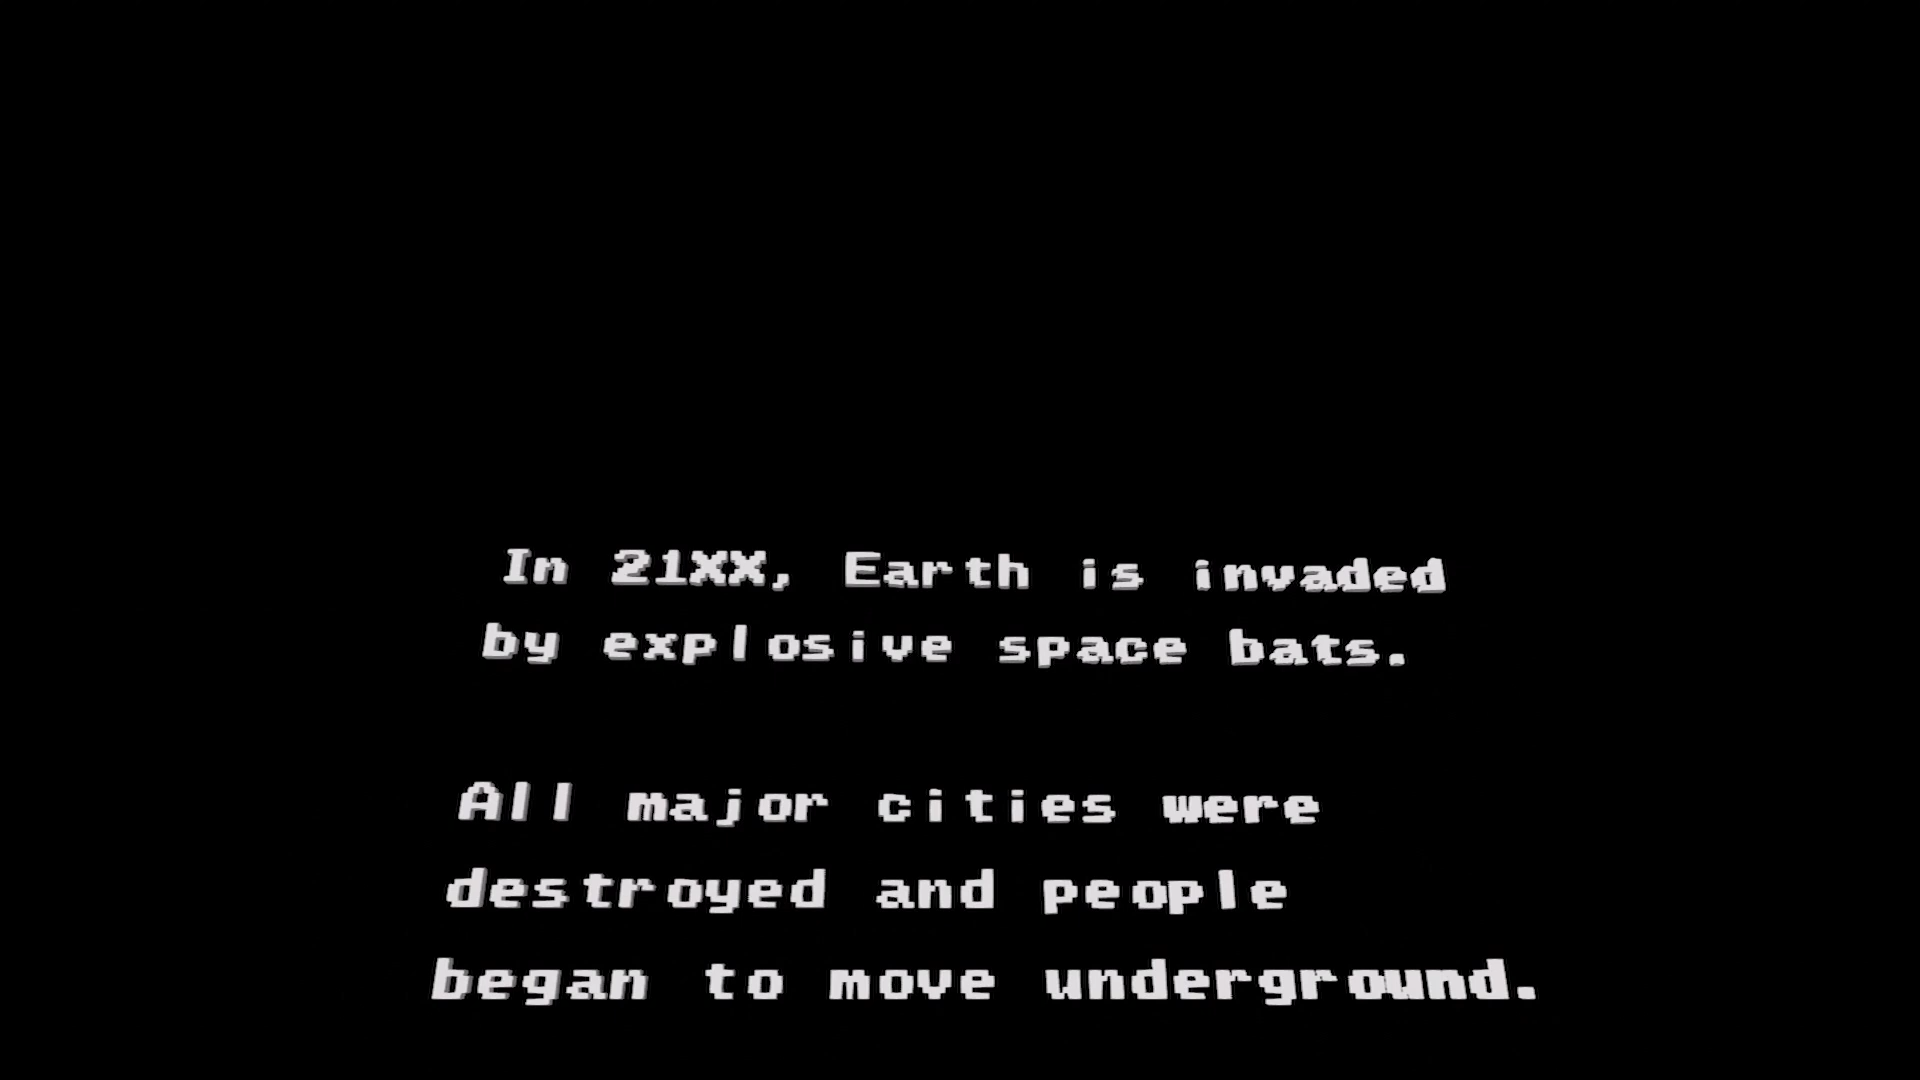 In 21XX, Earth is invaded
by explosive space bats.
All major cities were
destroyed and people
began to move underground.